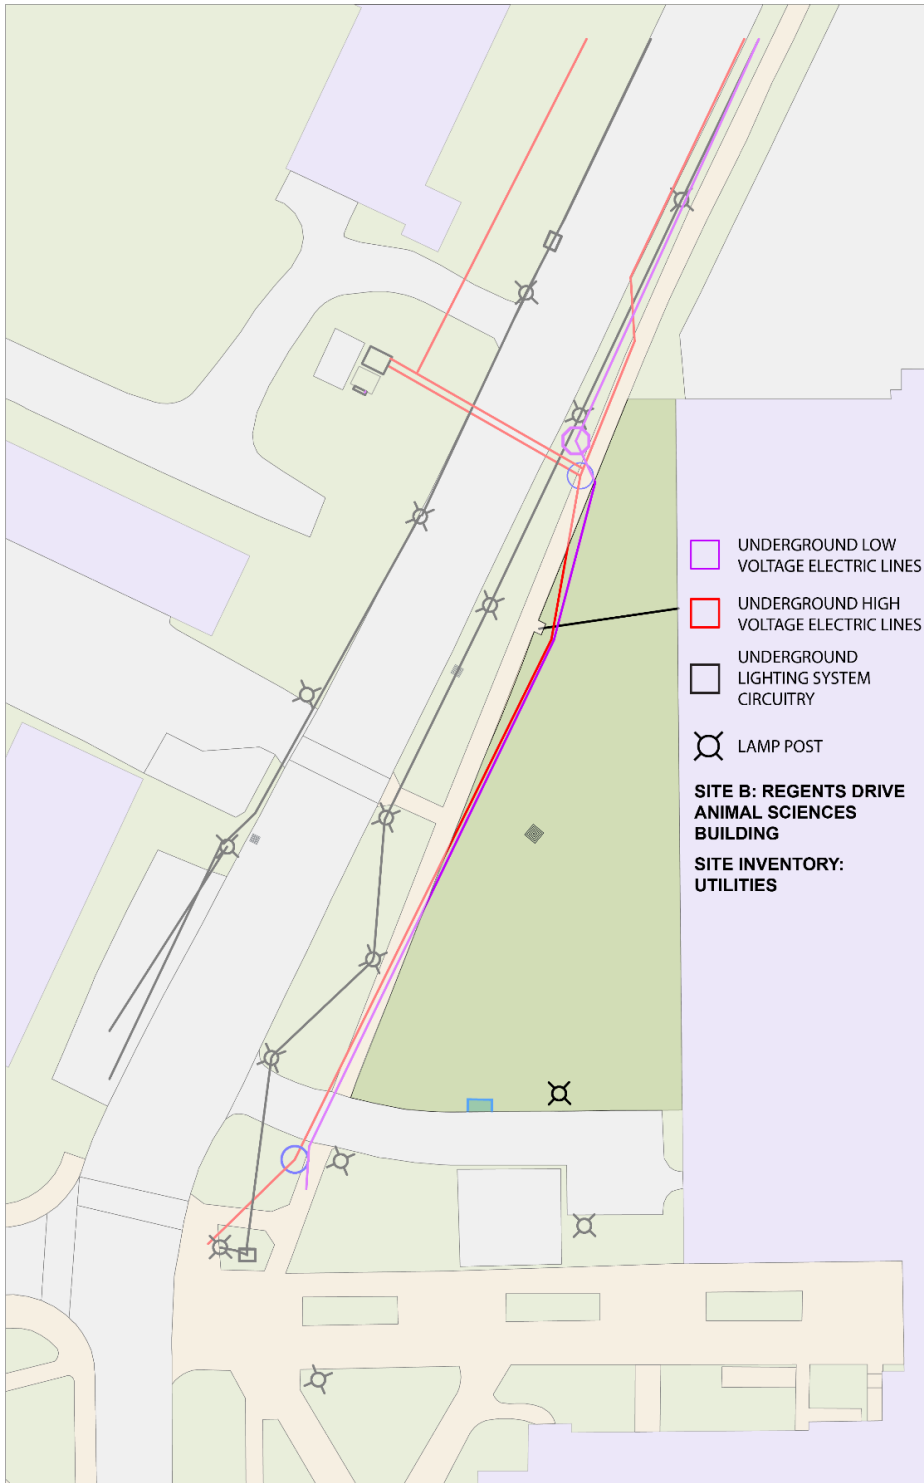 UNDERGROUND LOW
VOLTAGE ELECTRIC LINES
UNDERGROUND HIGH
VOLTAGE ELECTRIC LINES
UNDERGROUND
LIGHTING SYSTEM
CIRCUITRY
LAMP POST
SITE B: REGENTS DRIVE
ANIMAL SCIENCES
BUILDING
SITE INVENTORY:
UTILITIES